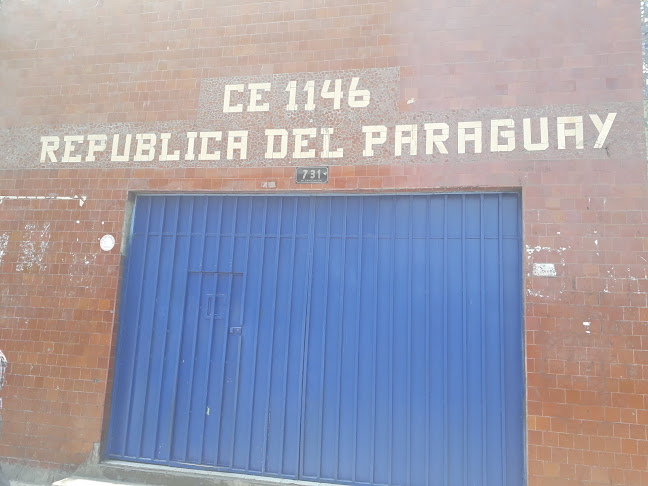 CE 1146
REPUBLICA DEL PARAGUAY
731